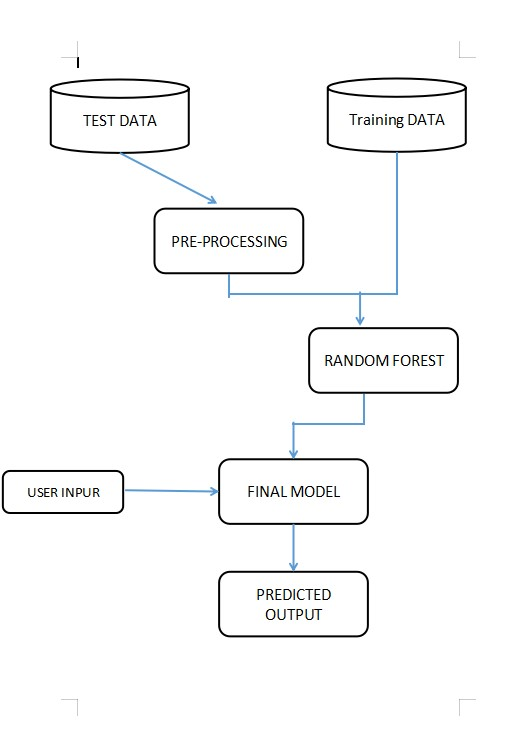 TEST DATA
Training DATA
PRE-PROCESSING
RANDOM FOREST
USER INPUR
FINAL MODEL
PREDICTED
OUTPUT